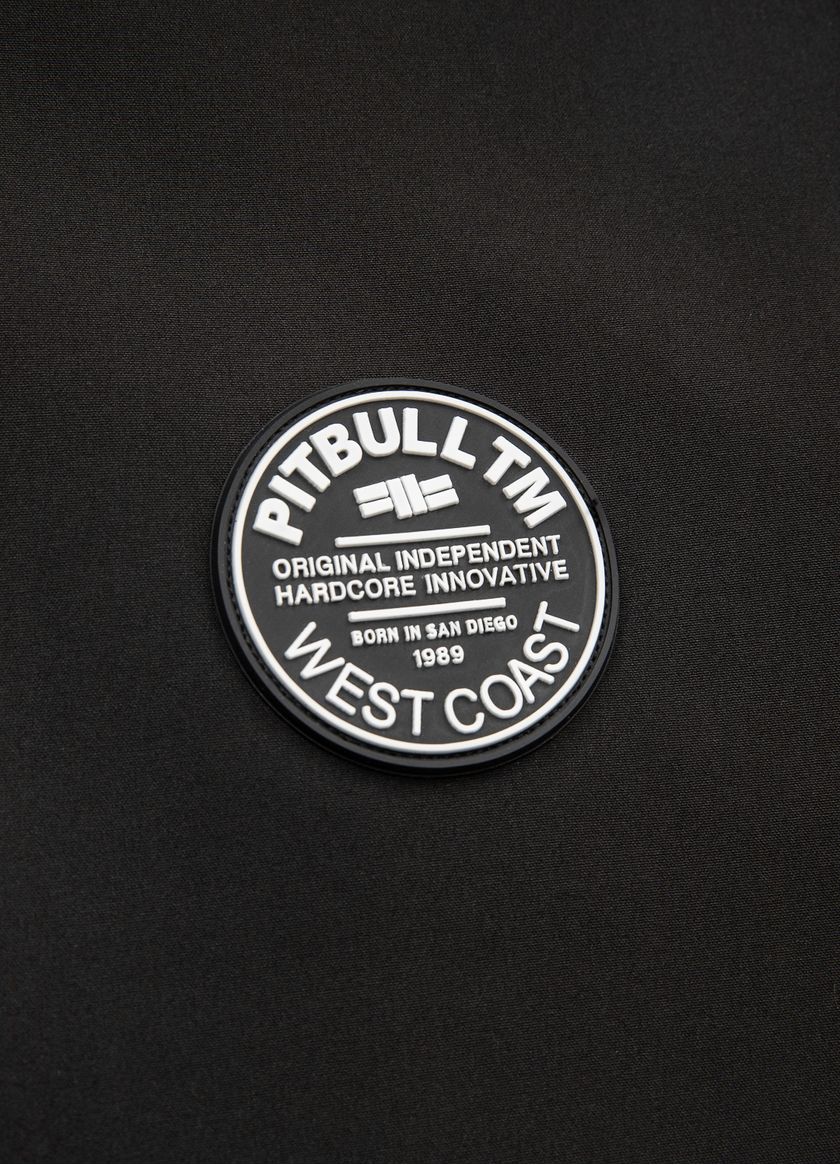 PITBULL TM
ORIGINAL INDEPENDENT
HARDCORE INNOVATIVE
BORN IN SAN DIEGO
1989
WEST COAST